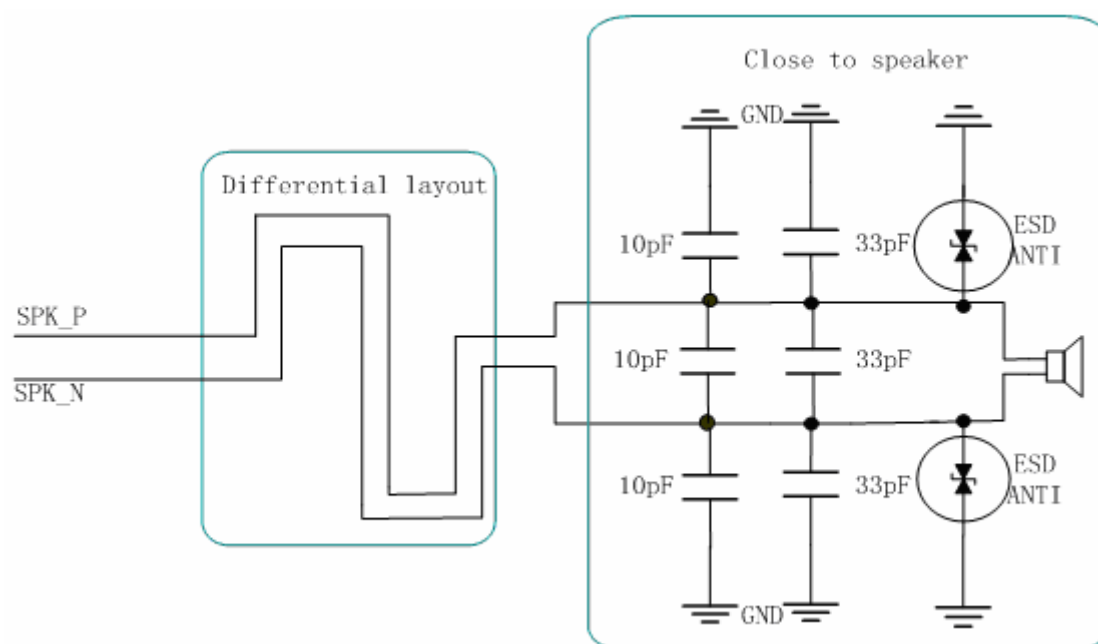 Close to speaker
GND
Differential layout
10pF
33pF
ESD
ANTI
SPK_P
10pF
33pF
SPK_N
10pF
33pF
ESD
ANTI
GND